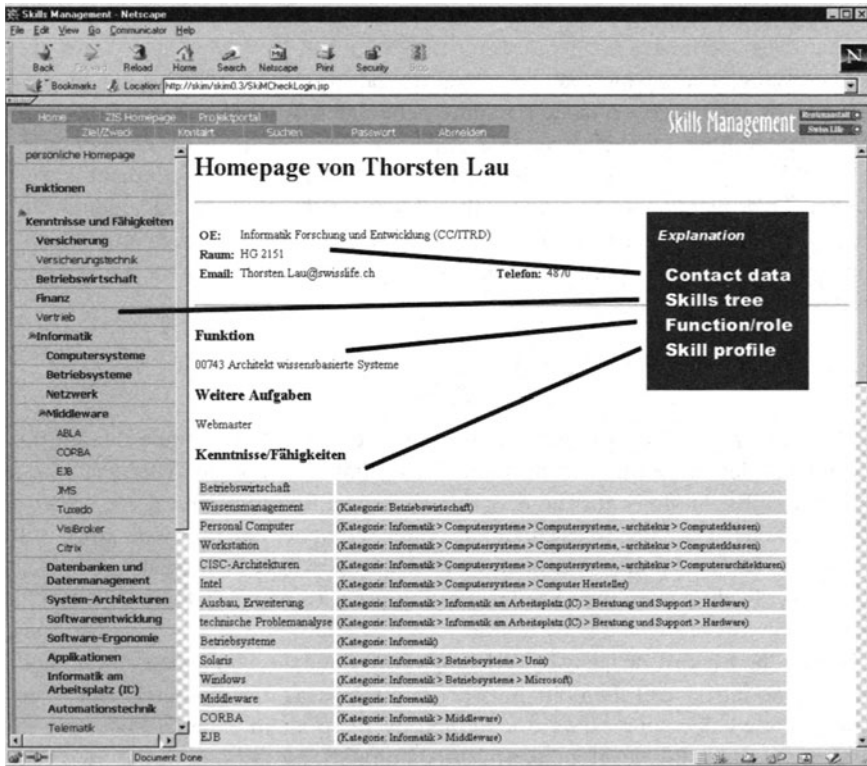 Skills Management - Netscape
File Edit View Go Communicator Help
Back Reload Home Search Netscape Print Security Stop
N
Bookmarks Location: http://skim/skim0.3/SkiMCheckLogin.jsp
Home ZIS Homepage Projektportal
Ziel/Zweck Kontakt Suchen Passwort Abmelden
Skills Management
Rentenanstalt
Swiss Life
persönliche Homepage
Funktionen
Kenntnisse und Fähigkeiten
Versicherung
Versicherungstechnik
Betriebswirtschaft
Finanz
Vertrieb
Informatik
Computersysteme
Betriebsysteme
Netzwerk
Middleware
ABLA
CORBA
EJB
JMS
Tuxedo
VisiBroker
Citrix
Datenbanken und
Datenmanagement
System-Architekturen
Softwareentwicklung
Software-Ergonomie
Applikationen
Informatik am
Arbeitsplatz (IC)
Automationstechnik
Telematik
Homepage von Thorsten Lau
OE: Informatik Forschung und Entwicklung (CC/ITRD)
Raum: HG 2151
Email: Thorsten.Lau@swisslife.ch Telefon: 4870
Funktion
00743 Architekt wissensbasierte Systeme
Weitere Aufgaben
Webmaster
Kenntnisse/Fähigkeiten
Betriebswirtschaft
Wissensmanagement (Kategorie: Betriebswirtschaft)
Personal Computer (Kategorie: Informatik > Computersysteme > Computersysteme, -architektur > Computerklassen)
Workstation (Kategorie: Informatik > Computersysteme > Computersysteme, -architektur > Computerklassen)
CISC-Architekturen (Kategorie: Informatik > Computersysteme > Computersysteme, -architektur > Computerarchitekturen)
Intel (Kategorie: Informatik > Computersysteme > Computer Hersteller)
Ausbau, Erweiterung (Kategorie: Informatik > Informatik am Arbeitsplatz (IC) > Beratung und Support > Hardware)
technische Problemanalyse (Kategorie: Informatik > Informatik am Arbeitsplatz (IC) > Beratung und Support > Hardware)
Betriebsysteme (Kategorie: Informatik)
Solaris (Kategorie: Informatik > Betriebsysteme > Unix)
Windows (Kategorie: Informatik > Betriebsysteme > Microsoft)
Middleware (Kategorie: Informatik)
CORBA (Kategorie: Informatik > Middleware)
EJB (Kategorie: Informatik > Middleware)
Explanation
Contact data
Skills tree
Function/role
Skill profile
Document: Done